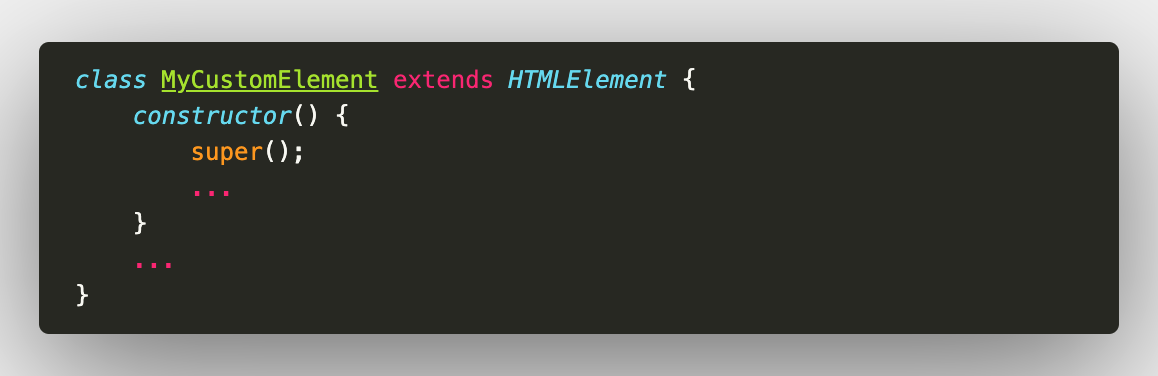 class MyCustomElement extends HTMLElement {
    constructor() {
        super();
        ...
    }
    ...
}